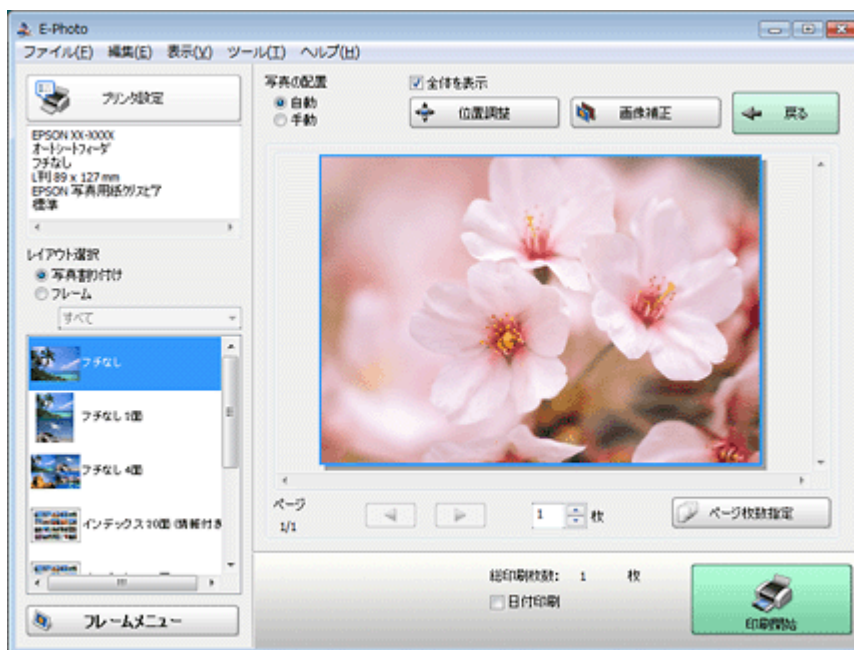 E-Photo
ファイル(F) 編集(E) 表示(V) ツール(T) ヘルプ(H)
プリンタ設定
EPSON XX-XXXX
オートシートフィーダ
フチなし
L判 89 x 127 mm
EPSON 写真用紙クリスピア
標準
レイアウト選択
写真割り付け
フレーム
すべて
フチなし
フチなし 2面
フチなし 4面
インデックス 20面 (情報付き
フレームメニュー
写真の配置
自動
手動
全体を表示
位置調整
画像補正
戻る
ページ
1/1
1 枚
ページ枚数指定
総印刷枚数: 1 枚
日付印刷
印刷開始